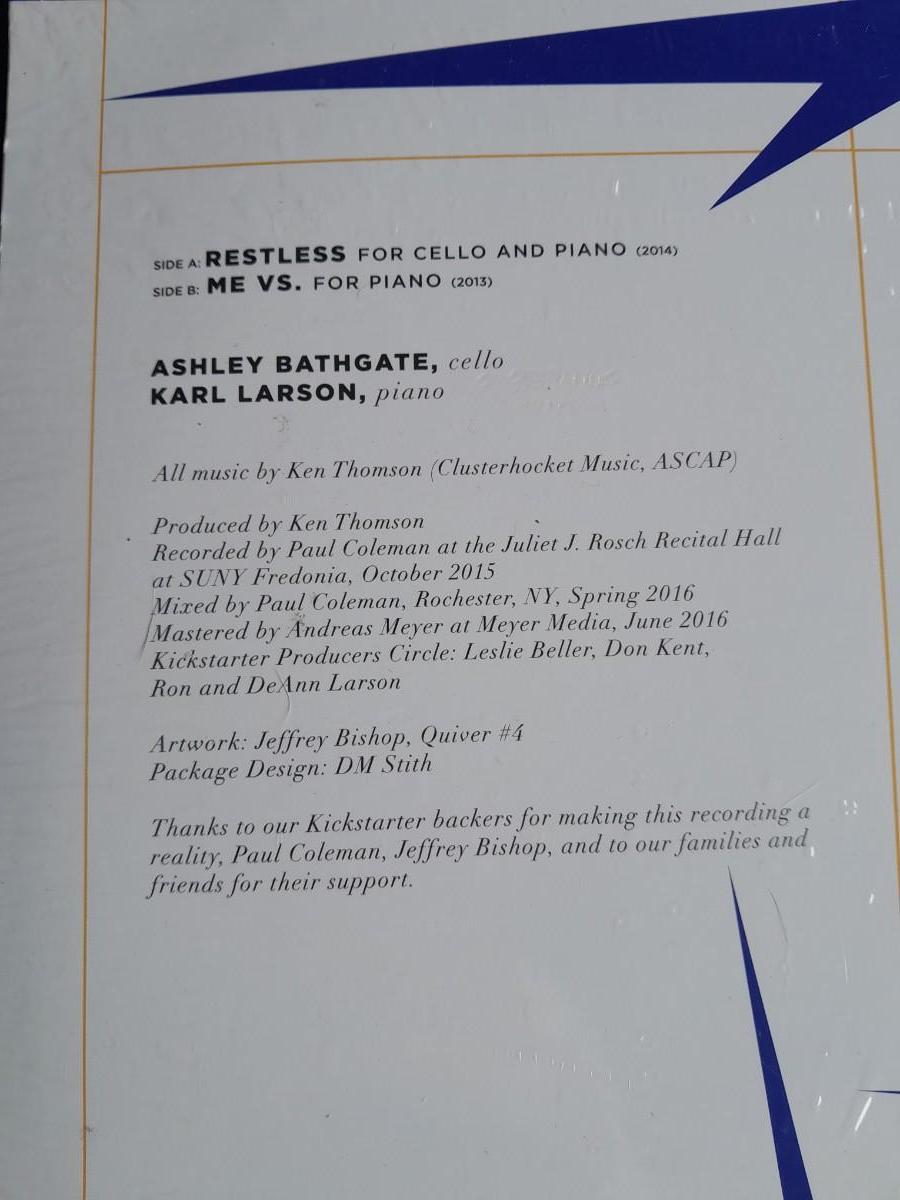 SIDE A: RESTLESS FOR CELLO AND PIANO (2014)
SIDE B: ME VS. FOR PIANO (2013)
ASHLEY BATHGATE, cello
KARL LARSON, piano
All music by Ken Thomson (Clusterhocket Music, ASCAP)
Produced by Ken Thomson
Recorded by Paul Coleman at the Juliet J. Rosch Recital Hall
at SUNY Fredonia, October 2015
Mixed by Paul Coleman, Rochester, NY, Spring 2016
Mastered by Andreas Meyer at Meyer Media, June 2016
Kickstarter Producers Circle: Leslie Beller, Don Kent,
Ron and DeAnn Larson
Artwork: Jeffrey Bishop, Quiver #4
Package Design: DM Stith
Thanks to our Kickstarter backers for making this recording a
reality, Paul Coleman, Jeffrey Bishop, and to our families and
friends for their support.